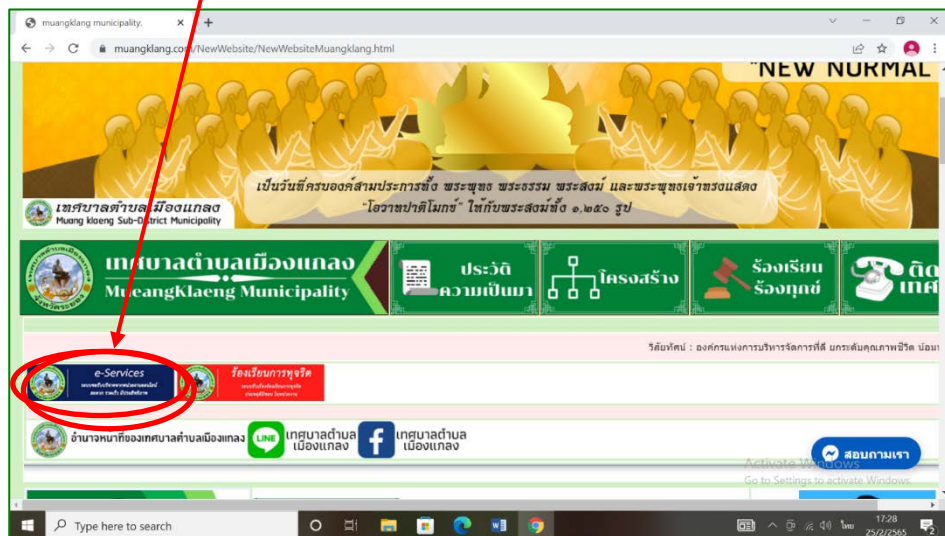 muangklang municipality.
muangklang.com/NewWebsite/NewWebsiteMuangklang.html
"NEW NORMAL
เป็นวันที่ครบองค์สามประการทั้ง พระพุทธ พระธรรม พระสงฆ์ และพระพุทธเจ้าทรงแสดง
"โอวาทปาติโมกข์" ให้กับพระสงฆ์ทั้ง ๑,๒๕๐ รูป
เทศบาลตำบลเมืองแกลง
Muang klaeng Sub-District Municipality
เทศบาลตำบลเมืองแกลง
MueangKlaeng Municipality
ประวัติ
ความเป็นมา
โครงสร้าง
ร้องเรียน
ร้องทุกข์
วิสัยทัศน์ : องค์กรแห่งการบริหารจัดการที่ดี ยกระดับคุณภาพชีวิต น้อม
e-Services
ร้องเรียนการทุจริต
อำนาจหน้าที่ของเทศบาลตำบลเมืองแกลง
LINE
เทศบาลตำบล
เมืองแกลง
เทศบาลตำบล
เมืองแกลง
สอบถามเรา
Activate Windows
Go to Settings to activate Windows.
Type here to search
ไทย
17:28
25/2/2565
2